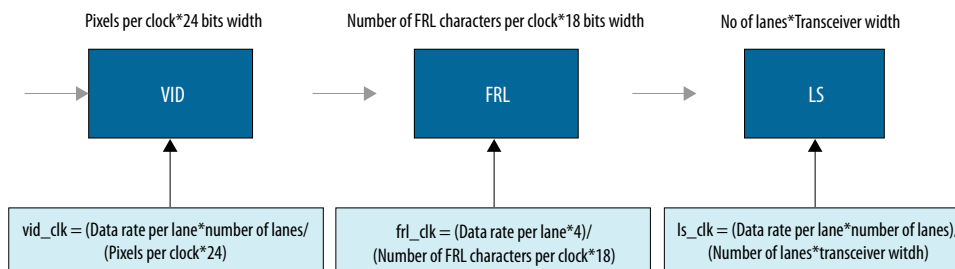 Pixels per clock*24 bits width
Number of FRL characters per clock*18 bits width
No of lanes*Transceiver width
VID
FRL
LS
vid_clk = (Data rate per lane*number of lanes/
(Pixels per clock*24)
frl_clk = (Data rate per lane*4)/
(Number of FRL characters per clock*18)
ls_clk = (Data rate per lane*number of lanes)/
(Number of lanes*transceiver witdh)